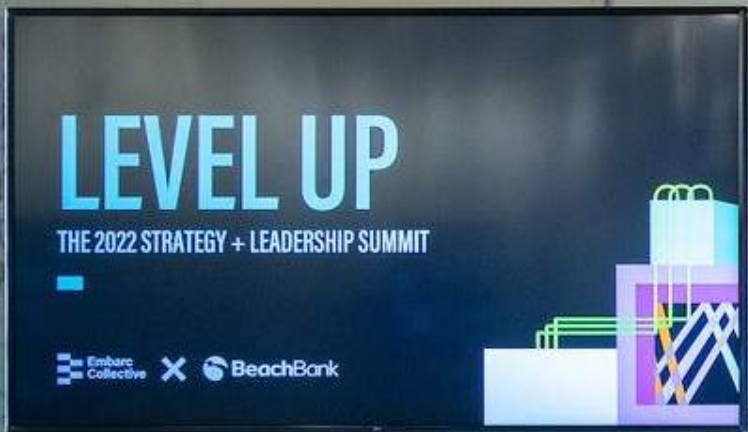 LEVEL UP
THE 2022 STRATEGY + LEADERSHIP SUMMIT
Embarc
Collective
BeachBank